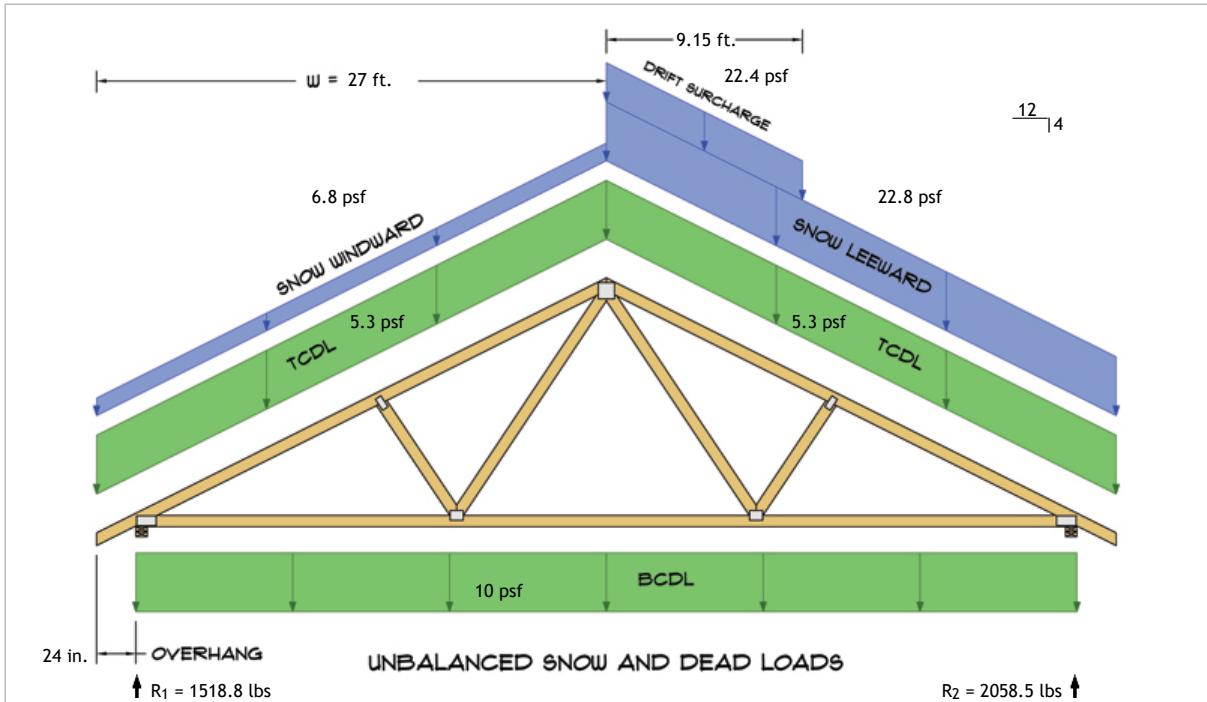 9.15 ft.
W = 27 ft.
DRIFT SURCHARGE
22.4 psf
12
4
6.8 psf
22.8 psf
SNOW WINDWARD
SNOW LEEWARD
5.3 psf
5.3 psf
TCDL
TCDL
10 psf
BCDL
24 in.
OVERHANG
UNBALANCED SNOW AND DEAD LOADS
R1 = 1518.8 lbs
R2 = 2058.5 lbs